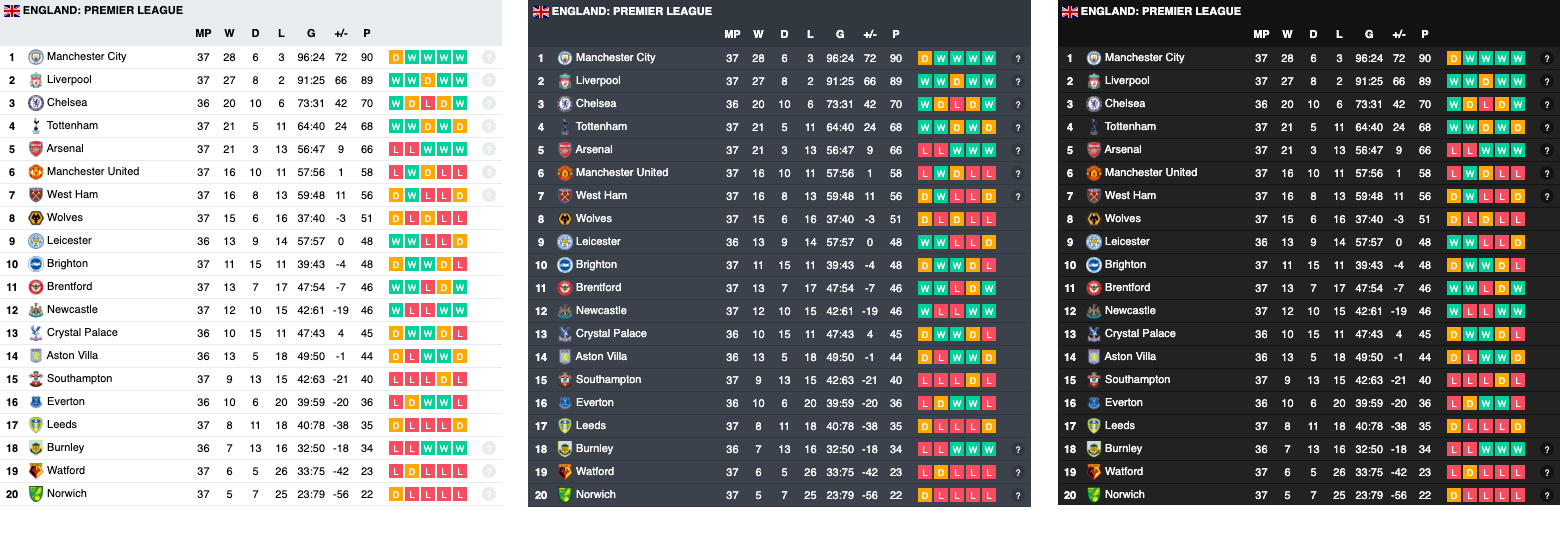 ENGLAND: PREMIER LEAGUE
MP W D L G +/- P
1 Manchester City 37 28 6 3 96:24 72 90 D W W W W ?
2 Liverpool 37 27 8 2 91:25 66 89 W W D W W ?
3 Chelsea 36 20 10 6 73:31 42 70 W D L D W ?
4 Tottenham 37 21 5 11 64:40 24 68 W W D W D ?
5 Arsenal 37 21 3 13 56:47 9 66 L L W W W ?
6 Manchester United 37 16 10 11 57:56 1 58 L W D L L ?
7 West Ham 37 16 8 13 59:48 11 56 D W L L D ?
8 Wolves 37 15 6 16 37:40 -3 51 D L D L L
9 Leicester 36 13 9 14 57:57 0 48 W W L L D
10 Brighton 37 11 15 11 39:43 -4 48 D W W D L
11 Brentford 37 13 7 17 47:54 -7 46 W W L D W
12 Newcastle 37 12 10 15 42:61 -19 46 W L L W W
13 Crystal Palace 36 10 15 11 47:43 4 45 D W W D L
14 Aston Villa 36 13 5 18 49:50 -1 44 D L W W D
15 Southampton 37 9 13 15 42:63 -21 40 L L L D L
16 Everton 36 10 6 20 39:59 -20 36 L D W W L
17 Leeds 37 8 11 18 40:78 -38 35 D L L L D
18 Burnley 36 7 13 16 32:50 -18 34 L L W W W ?
19 Watford 37 6 5 26 33:75 -42 23 L D L L L ?
20 Norwich 37 5 7 25 23:79 -56 22 D L L L L ?
ENGLAND: PREMIER LEAGUE
MP W D L G +/- P
1 Manchester City 37 28 6 3 96:24 72 90 D W W W W ?
2 Liverpool 37 27 8 2 91:25 66 89 W W D W W ?
3 Chelsea 36 20 10 6 73:31 42 70 W D L D W ?
4 Tottenham 37 21 5 11 64:40 24 68 W W D W D ?
5 Arsenal 37 21 3 13 56:47 9 66 L L W W W ?
6 Manchester United 37 16 10 11 57:56 1 58 L W D L L ?
7 West Ham 37 16 8 13 59:48 11 56 D W L L D ?
8 Wolves 37 15 6 16 37:40 -3 51 D L D L L
9 Leicester 36 13 9 14 57:57 0 48 W W L L D
10 Brighton 37 11 15 11 39:43 -4 48 D W W D L
11 Brentford 37 13 7 17 47:54 -7 46 W W L D W
12 Newcastle 37 12 10 15 42:61 -19 46 W L L W W
13 Crystal Palace 36 10 15 11 47:43 4 45 D W W D L
14 Aston Villa 36 13 5 18 49:50 -1 44 D L W W D
15 Southampton 37 9 13 15 42:63 -21 40 L L L D L
16 Everton 36 10 6 20 39:59 -20 36 L D W W L
17 Leeds 37 8 11 18 40:78 -38 35 D L L L D
18 Burnley 36 7 13 16 32:50 -18 34 L L W W W ?
19 Watford 37 6 5 26 33:75 -42 23 L D L L L ?
20 Norwich 37 5 7 25 23:79 -56 22 D L L L L ?
ENGLAND: PREMIER LEAGUE
MP W D L G +/- P
1 Manchester City 37 28 6 3 96:24 72 90 D W W W W ?
2 Liverpool 37 27 8 2 91:25 66 89 W W D W W ?
3 Chelsea 36 20 10 6 73:31 42 70 W D L D W ?
4 Tottenham 37 21 5 11 64:40 24 68 W W D W D ?
5 Arsenal 37 21 3 13 56:47 9 66 L L W W W ?
6 Manchester United 37 16 10 11 57:56 1 58 L W D L L ?
7 West Ham 37 16 8 13 59:48 11 56 D W L L D ?
8 Wolves 37 15 6 16 37:40 -3 51 D L D L L
9 Leicester 36 13 9 14 57:57 0 48 W W L L D
10 Brighton 37 11 15 11 39:43 -4 48 D W W D L
11 Brentford 37 13 7 17 47:54 -7 46 W W L D W
12 Newcastle 37 12 10 15 42:61 -19 46 W L L W W
13 Crystal Palace 36 10 15 11 47:43 4 45 D W W D L
14 Aston Villa 36 13 5 18 49:50 -1 44 D L W W D
15 Southampton 37 9 13 15 42:63 -21 40 L L L D L
16 Everton 36 10 6 20 39:59 -20 36 L D W W L
17 Leeds 37 8 11 18 40:78 -38 35 D L L L D
18 Burnley 36 7 13 16 32:50 -18 34 L L W W W ?
19 Watford 37 6 5 26 33:75 -42 23 L D L L L ?
20 Norwich 37 5 7 25 23:79 -56 22 D L L L L ?